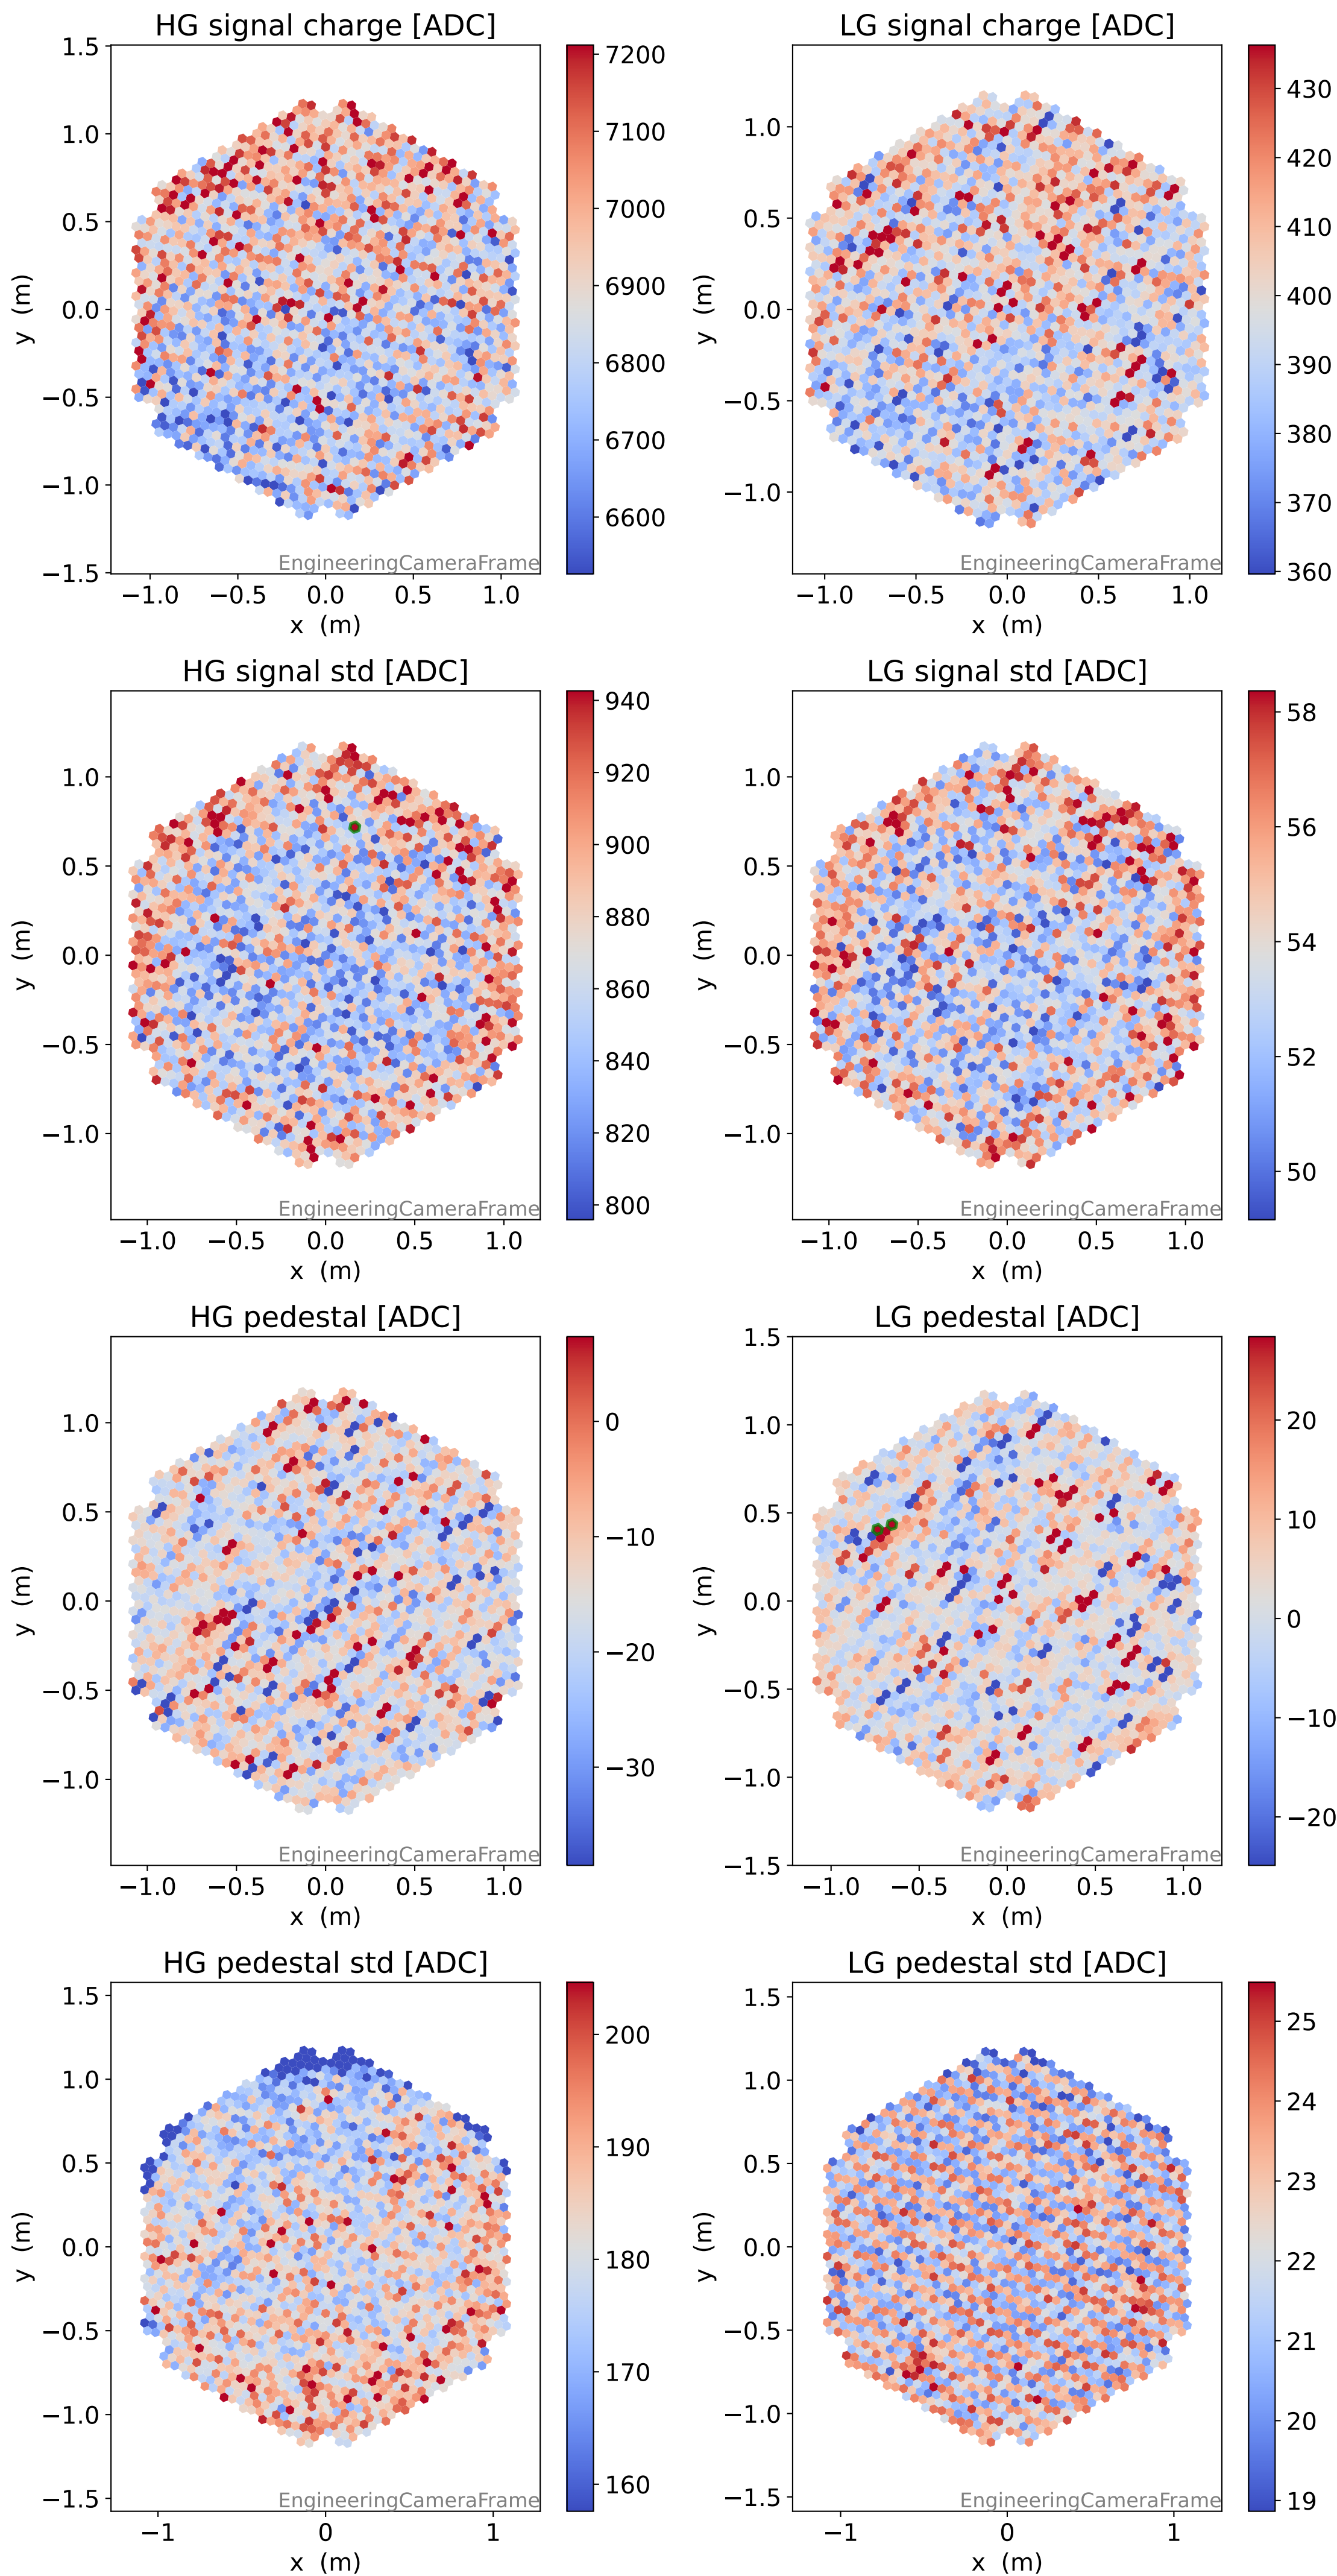 HG signal charge [ADC]
1.5
1.0
0.5
0.0
−0.5
−1.0
−1.5
y (m)
−1.0 −0.5 0.0 0.5 1.0
x (m)
EngineeringCameraFrame
7200
7100
7000
6900
6800
6700
6600
LG signal charge [ADC]
1.0
0.5
0.0
−0.5
−1.0
y (m)
−1.0 −0.5 0.0 0.5 1.0
x (m)
EngineeringCameraFrame
430
420
410
400
390
380
370
360
HG signal std [ADC]
1.0
0.5
0.0
−0.5
−1.0
y (m)
−1.0 −0.5 0.0 0.5 1.0
x (m)
EngineeringCameraFrame
940
920
900
880
860
840
820
800
LG signal std [ADC]
1.0
0.5
0.0
−0.5
−1.0
y (m)
−1.0 −0.5 0.0 0.5 1.0
x (m)
EngineeringCameraFrame
58
56
54
52
50
HG pedestal [ADC]
1.0
0.5
0.0
−0.5
−1.0
y (m)
−1.0 −0.5 0.0 0.5 1.0
x (m)
EngineeringCameraFrame
0
−10
−20
−30
LG pedestal [ADC]
1.5
1.0
0.5
0.0
−0.5
−1.0
−1.5
y (m)
−1.0 −0.5 0.0 0.5 1.0
x (m)
EngineeringCameraFrame
20
10
0
−10
−20
HG pedestal std [ADC]
1.5
1.0
0.5
0.0
−0.5
−1.0
−1.5
y (m)
−1 0 1
x (m)
EngineeringCameraFrame
200
190
180
170
160
LG pedestal std [ADC]
1.5
1.0
0.5
0.0
−0.5
−1.0
−1.5
y (m)
−1 0 1
x (m)
EngineeringCameraFrame
25
24
23
22
21
20
19